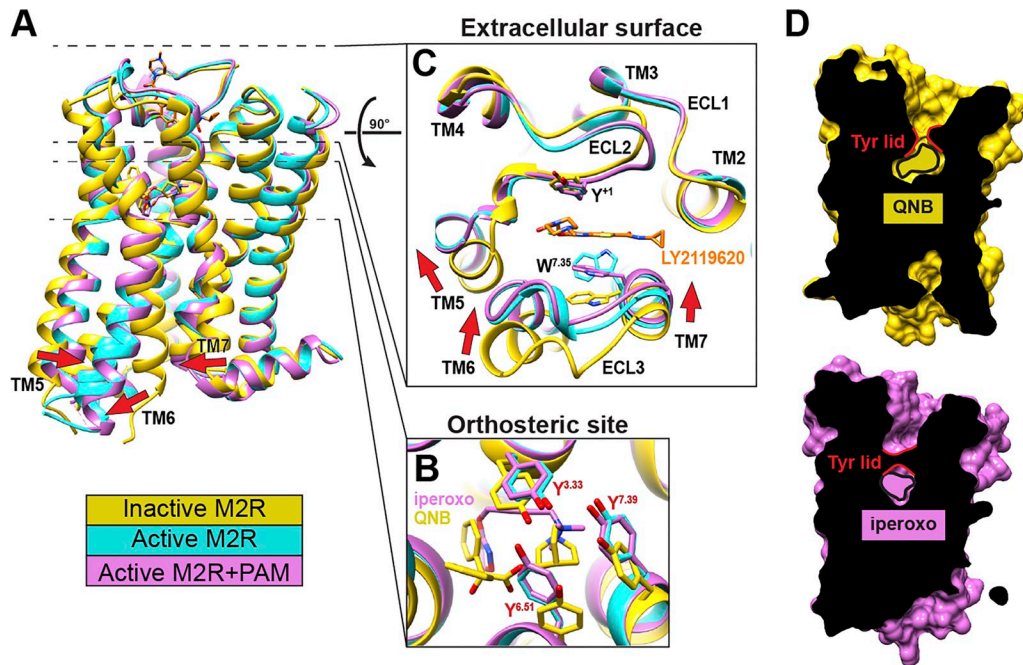 A
TM5
TM6
TM7
90°
Inactive M2R
Active M2R
Active M2R+PAM
Extracellular surface
C
TM3
ECL1
TM4
ECL2
TM2
Y+1
LY2119620
W7.35
TM5
TM6
TM7
ECL3
Orthosteric site
B
iperoxo
QNB
Y3.33
Y7.39
Y6.51
D
Tyr lid
QNB
Tyr lid
iperoxo